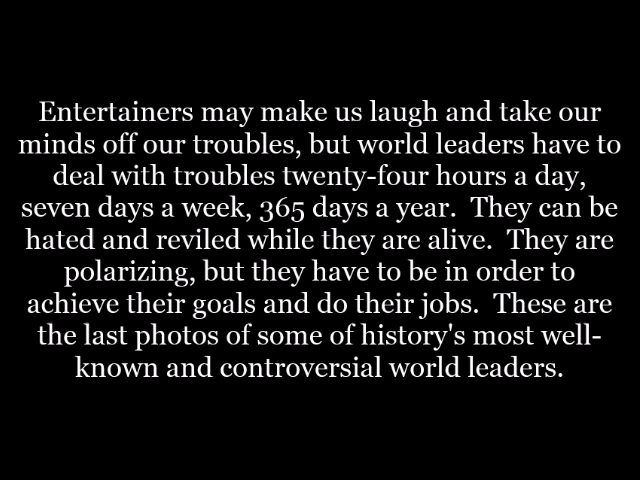 Entertainers may make us laugh and take our
minds off our troubles, but world leaders have to
deal with troubles twenty-four hours a day,
seven days a week, 365 days a year.  They can be
hated and reviled while they are alive.  They are
polarizing, but they have to be in order to
achieve their goals and do their jobs.  These are
the last photos of some of history's most well-
known and controversial world leaders.